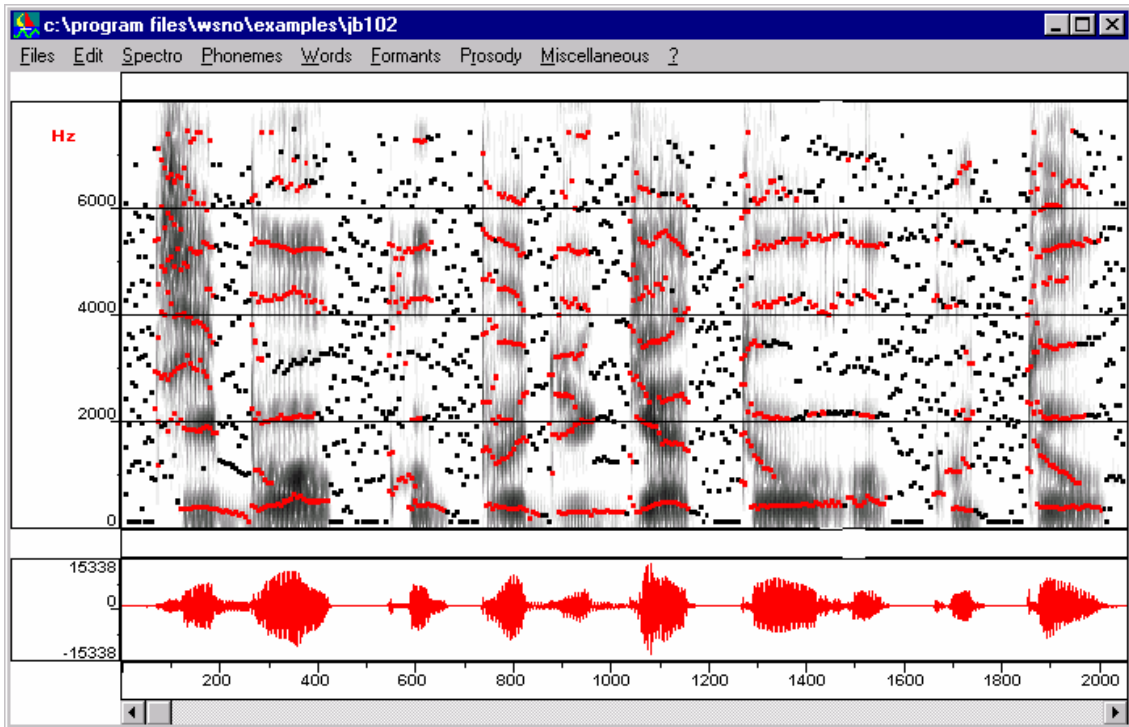 c:\program files\wsno\examples\jb102
Files Edit Spectro Phonemes Words Formants Prosody Miscellaneous ?
Hz
6000
4000
2000
0
15338
0
-15338
200 400 600 800 1000 1200 1400 1600 1800 2000